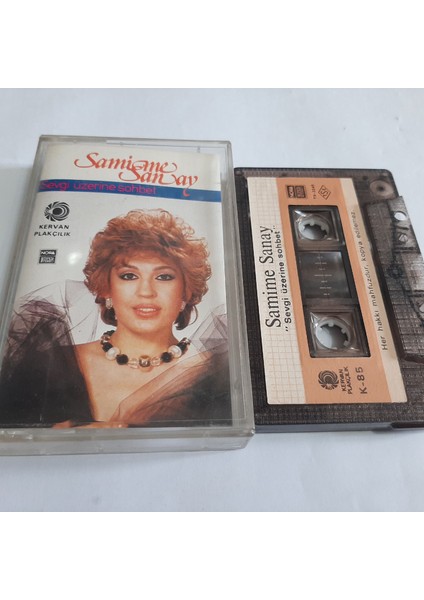 Samime
Sanay
Sevgi üzerine sohbet
KERVAN
PLAKÇILIK
Samime Sanay
"Sevgi üzerine sohbet"
Her hakkı mahfuzdur, kopya edilemez.
KERVAN
PLAKÇILIK
K-85